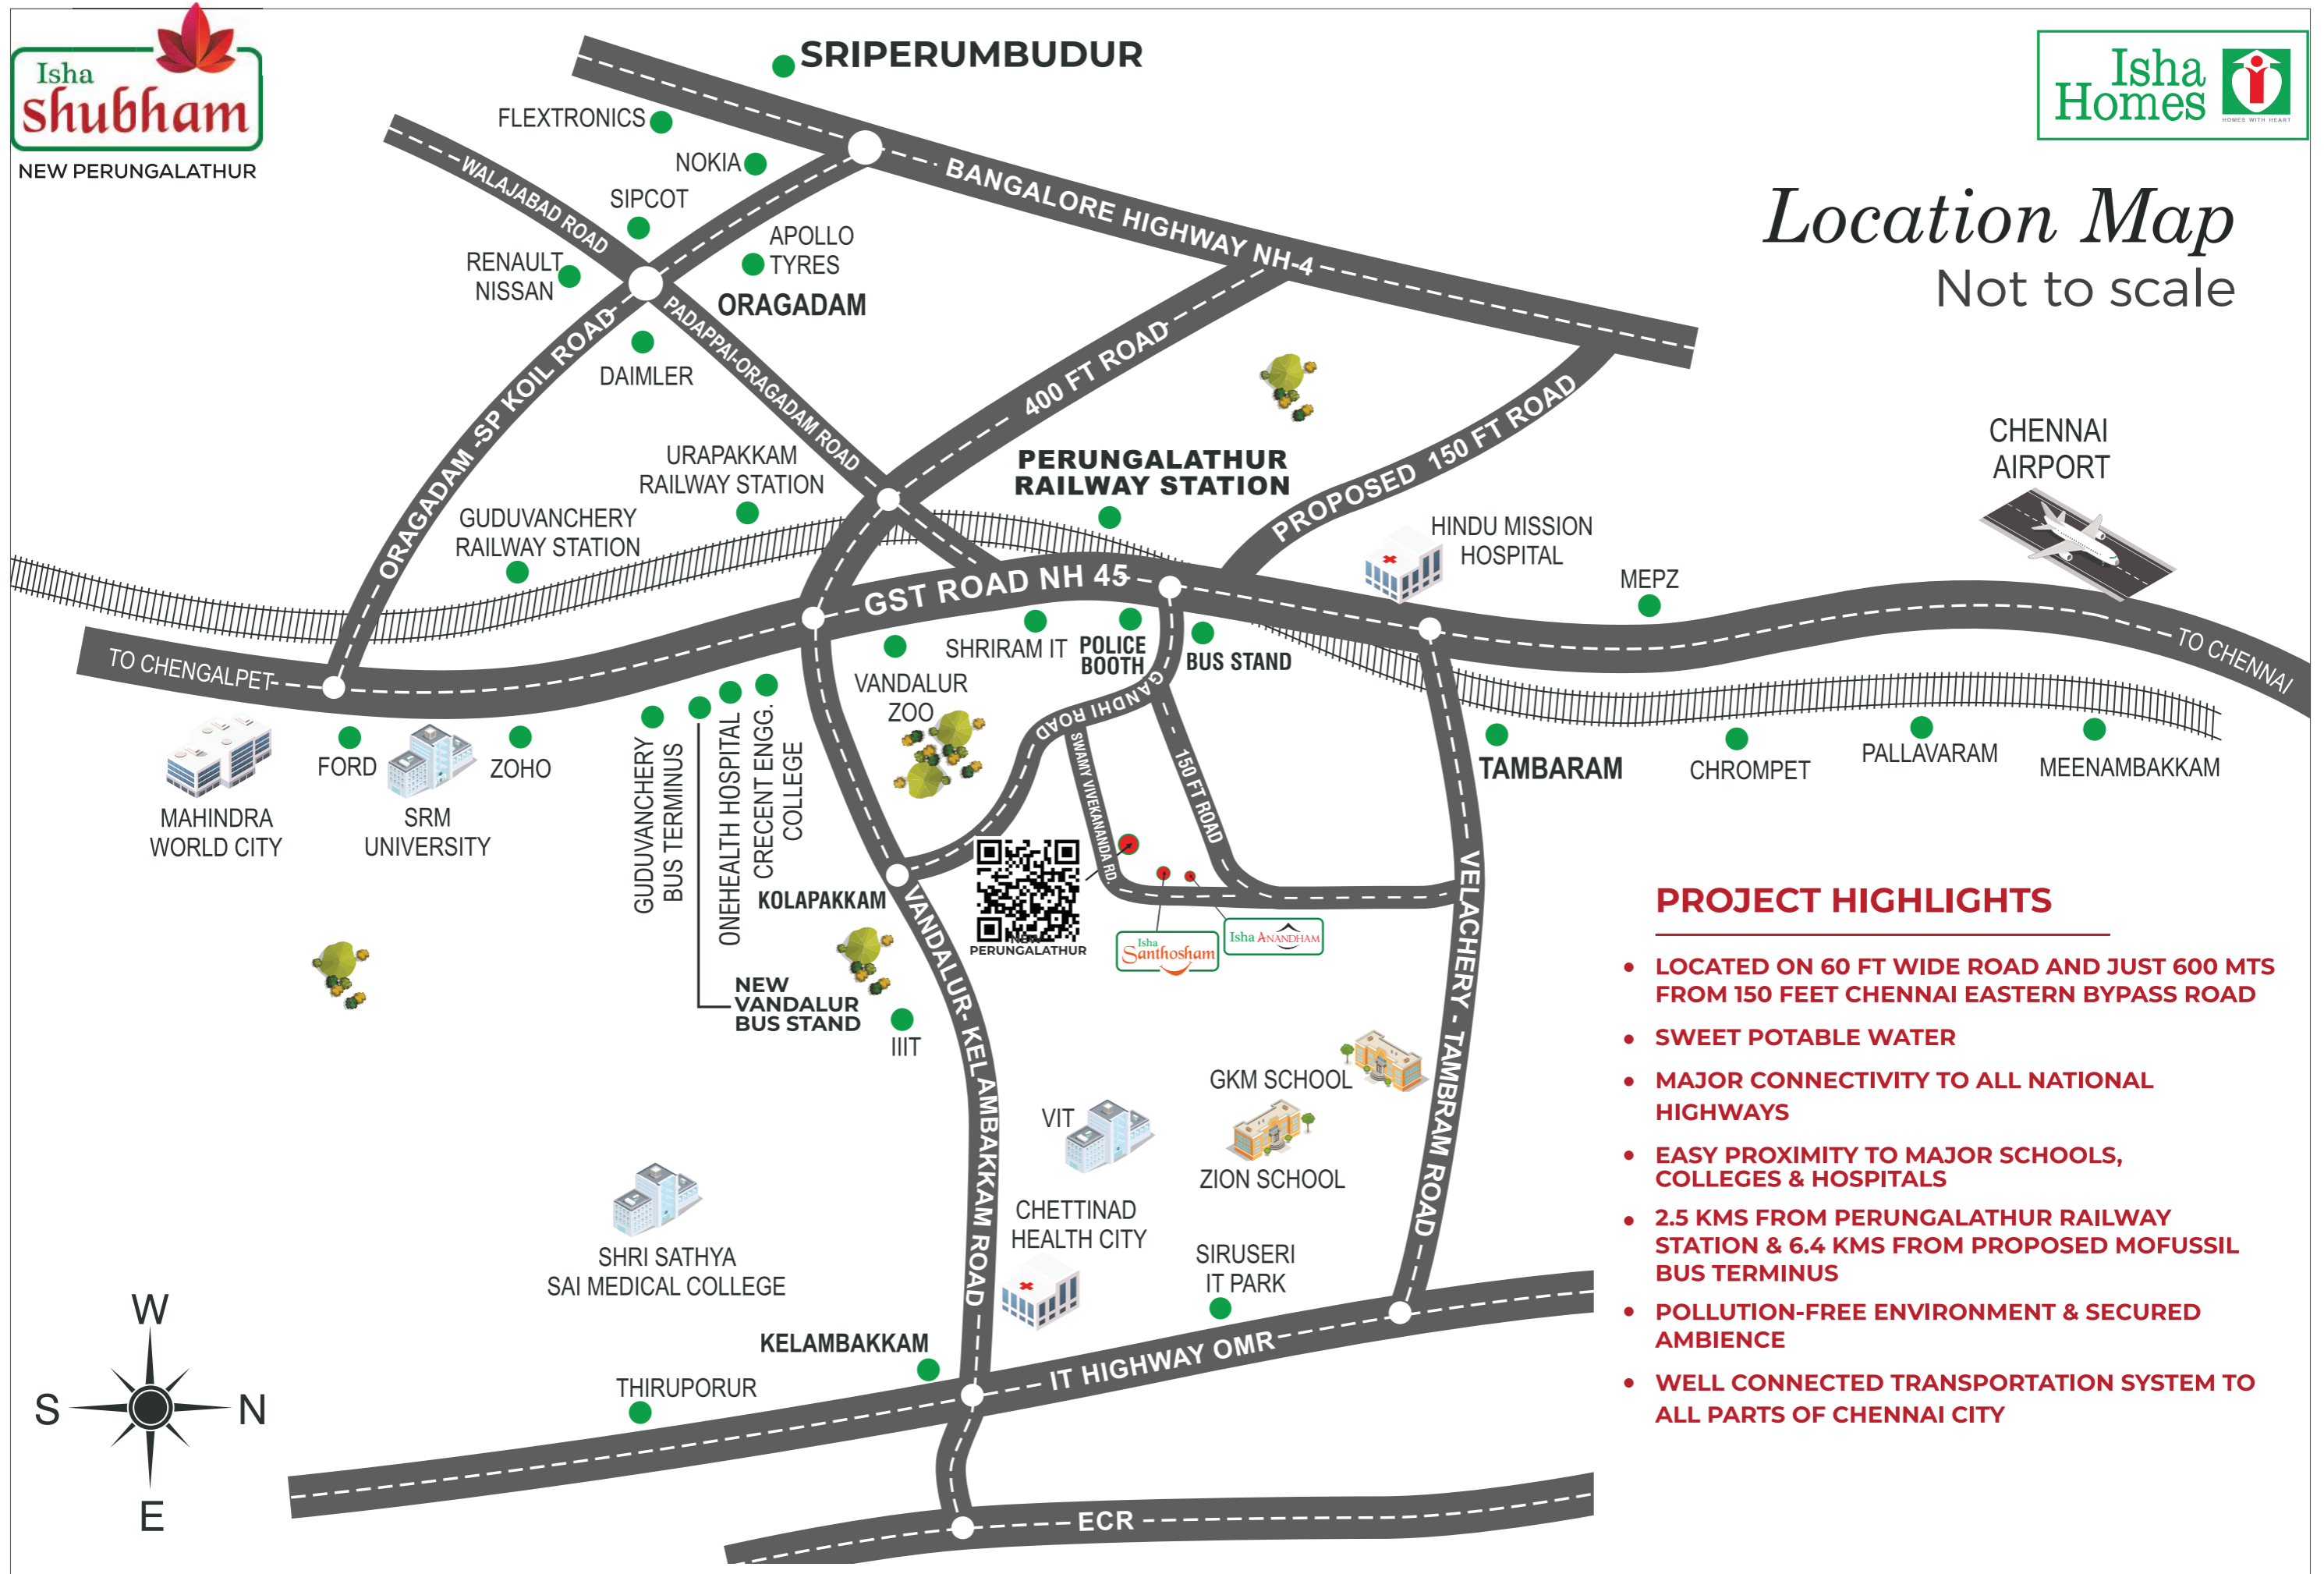 Isha
shubham
NEW PERUNGALATHUR
Isha
Homes
HOMES WITH HEART
Location Map
Not to scale
SRIPERUMBUDUR
FLEXTRONICS
NOKIA
SIPCOT
WALAJABAD ROAD
APOLLO
TYRES
RENAULT
NISSAN
ORAGADAM
DAIMLER
BANGALORE HIGHWAY NH-4
ORAGADAM -SP KOIL ROAD
PADAPPAI-ORAGADAM ROAD
400 FT ROAD
PROPOSED 150 FT ROAD
URAPAKKAM
RAILWAY STATION
GUDUVANCHERY
RAILWAY STATION
PERUNGALATHUR
RAILWAY STATION
HINDU MISSION
HOSPITAL
CHENNAI
AIRPORT
MEPZ
GST ROAD NH 45
TO CHENGALPET
TO CHENNAI
SHRIRAM IT
POLICE
BOOTH
BUS STAND
VANDALUR
ZOO
GANDHI ROAD
SWAMY VIVEKANANDA RD.
150 FT ROAD
MAHINDRA
WORLD CITY
FORD
SRM
UNIVERSITY
ZOHO
GUDUVANCHERY
BUS TERMINUS
ONEHEALTH HOSPITAL
CRECENT ENGG.
COLLEGE
NEW
VANDALUR
BUS STAND
KOLAPAKKAM
NEW
PERUNGALATHUR
Isha
Santhosham
Isha ANANDHAM
TAMBARAM
CHROMPET
PALLAVARAM
MEENAMBAKKAM
VELACHERY - TAMBRAM ROAD
VANDALUR- KELAMBAKKAM ROAD
IIIT
GKM SCHOOL
VIT
ZION SCHOOL
CHETTINAD
HEALTH CITY
SHRI SATHYA
SAI MEDICAL COLLEGE
SIRUSERI
IT PARK
KELAMBAKKAM
THIRUPORUR
IT HIGHWAY OMR
ECR
W
S
N
E
PROJECT HIGHLIGHTS
• LOCATED ON 60 FT WIDE ROAD AND JUST 600 MTS
FROM 150 FEET CHENNAI EASTERN BYPASS ROAD
• SWEET POTABLE WATER
• MAJOR CONNECTIVITY TO ALL NATIONAL
HIGHWAYS
• EASY PROXIMITY TO MAJOR SCHOOLS,
COLLEGES & HOSPITALS
• 2.5 KMS FROM PERUNGALATHUR RAILWAY
STATION & 6.4 KMS FROM PROPOSED MOFUSSIL
BUS TERMINUS
• POLLUTION-FREE ENVIRONMENT & SECURED
AMBIENCE
• WELL CONNECTED TRANSPORTATION SYSTEM TO
ALL PARTS OF CHENNAI CITY